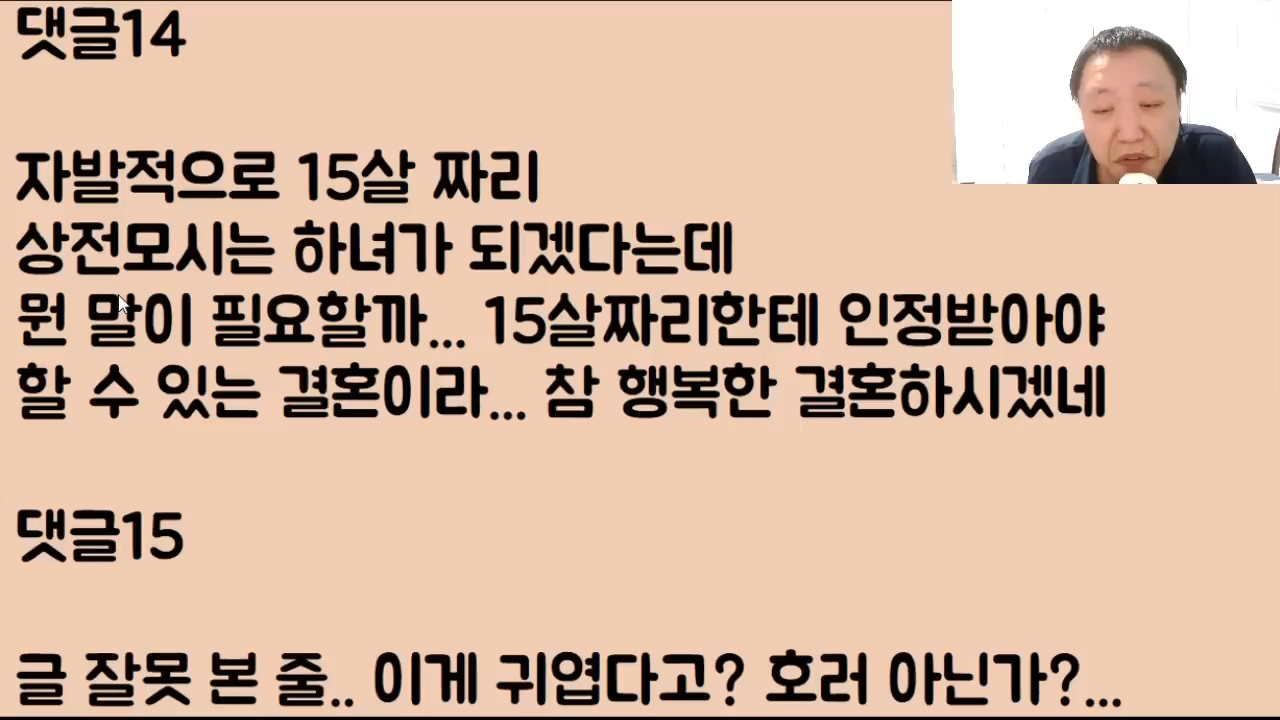 댓글14
자발적으로 15살 짜리
상전모시는 하녀가 되겠다는데
뭔 말이 필요할까... 15살짜리한테 인정받아야
할 수 있는 결혼이라... 참 행복한 결혼하시겠네
댓글15
글 잘못 본 줄.. 이게 귀엽다고? 호러 아닌가?...